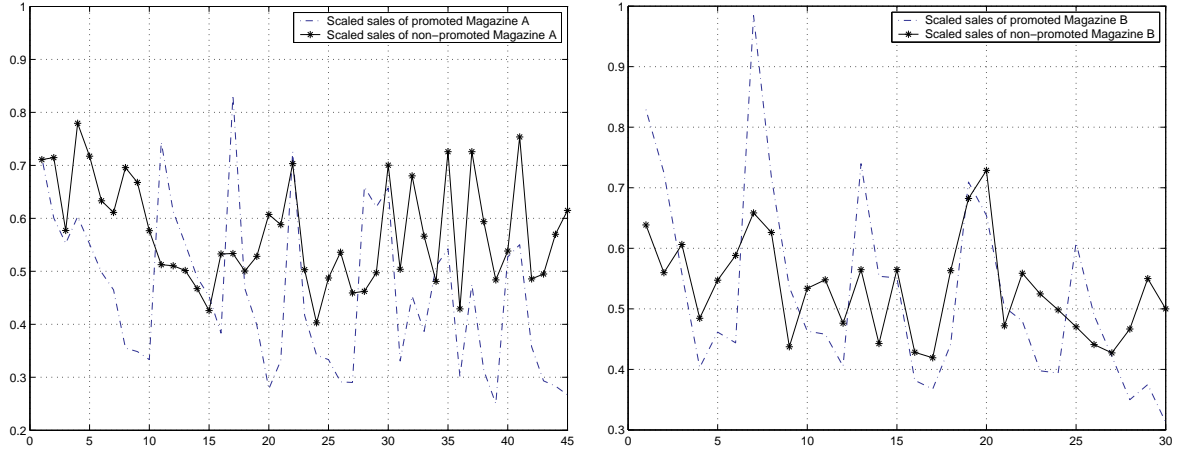 1
0.9
0.8
0.7
0.6
0.5
0.4
0.3
0.2
0 5 10 15 20 25 30 35 40 45
Scaled sales of promoted Magazine A
Scaled sales of non−promoted Magazine A
1
0.9
0.8
0.7
0.6
0.5
0.4
0.3
0 5 10 15 20 25 30
Scaled sales of promoted Magazine B
Scaled sales of non−promoted Magazine B